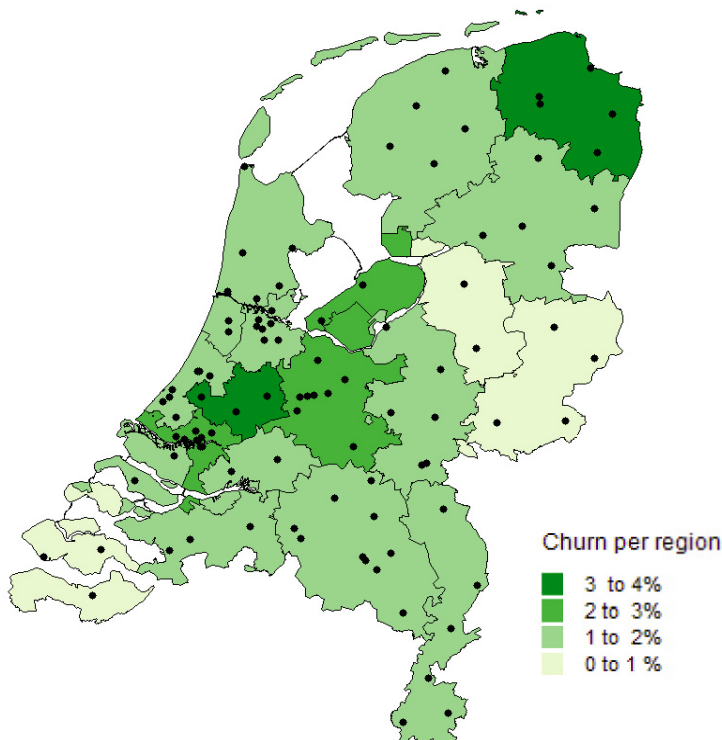 Churn per region
3 to 4%
2 to 3%
1 to 2%
0 to 1 %